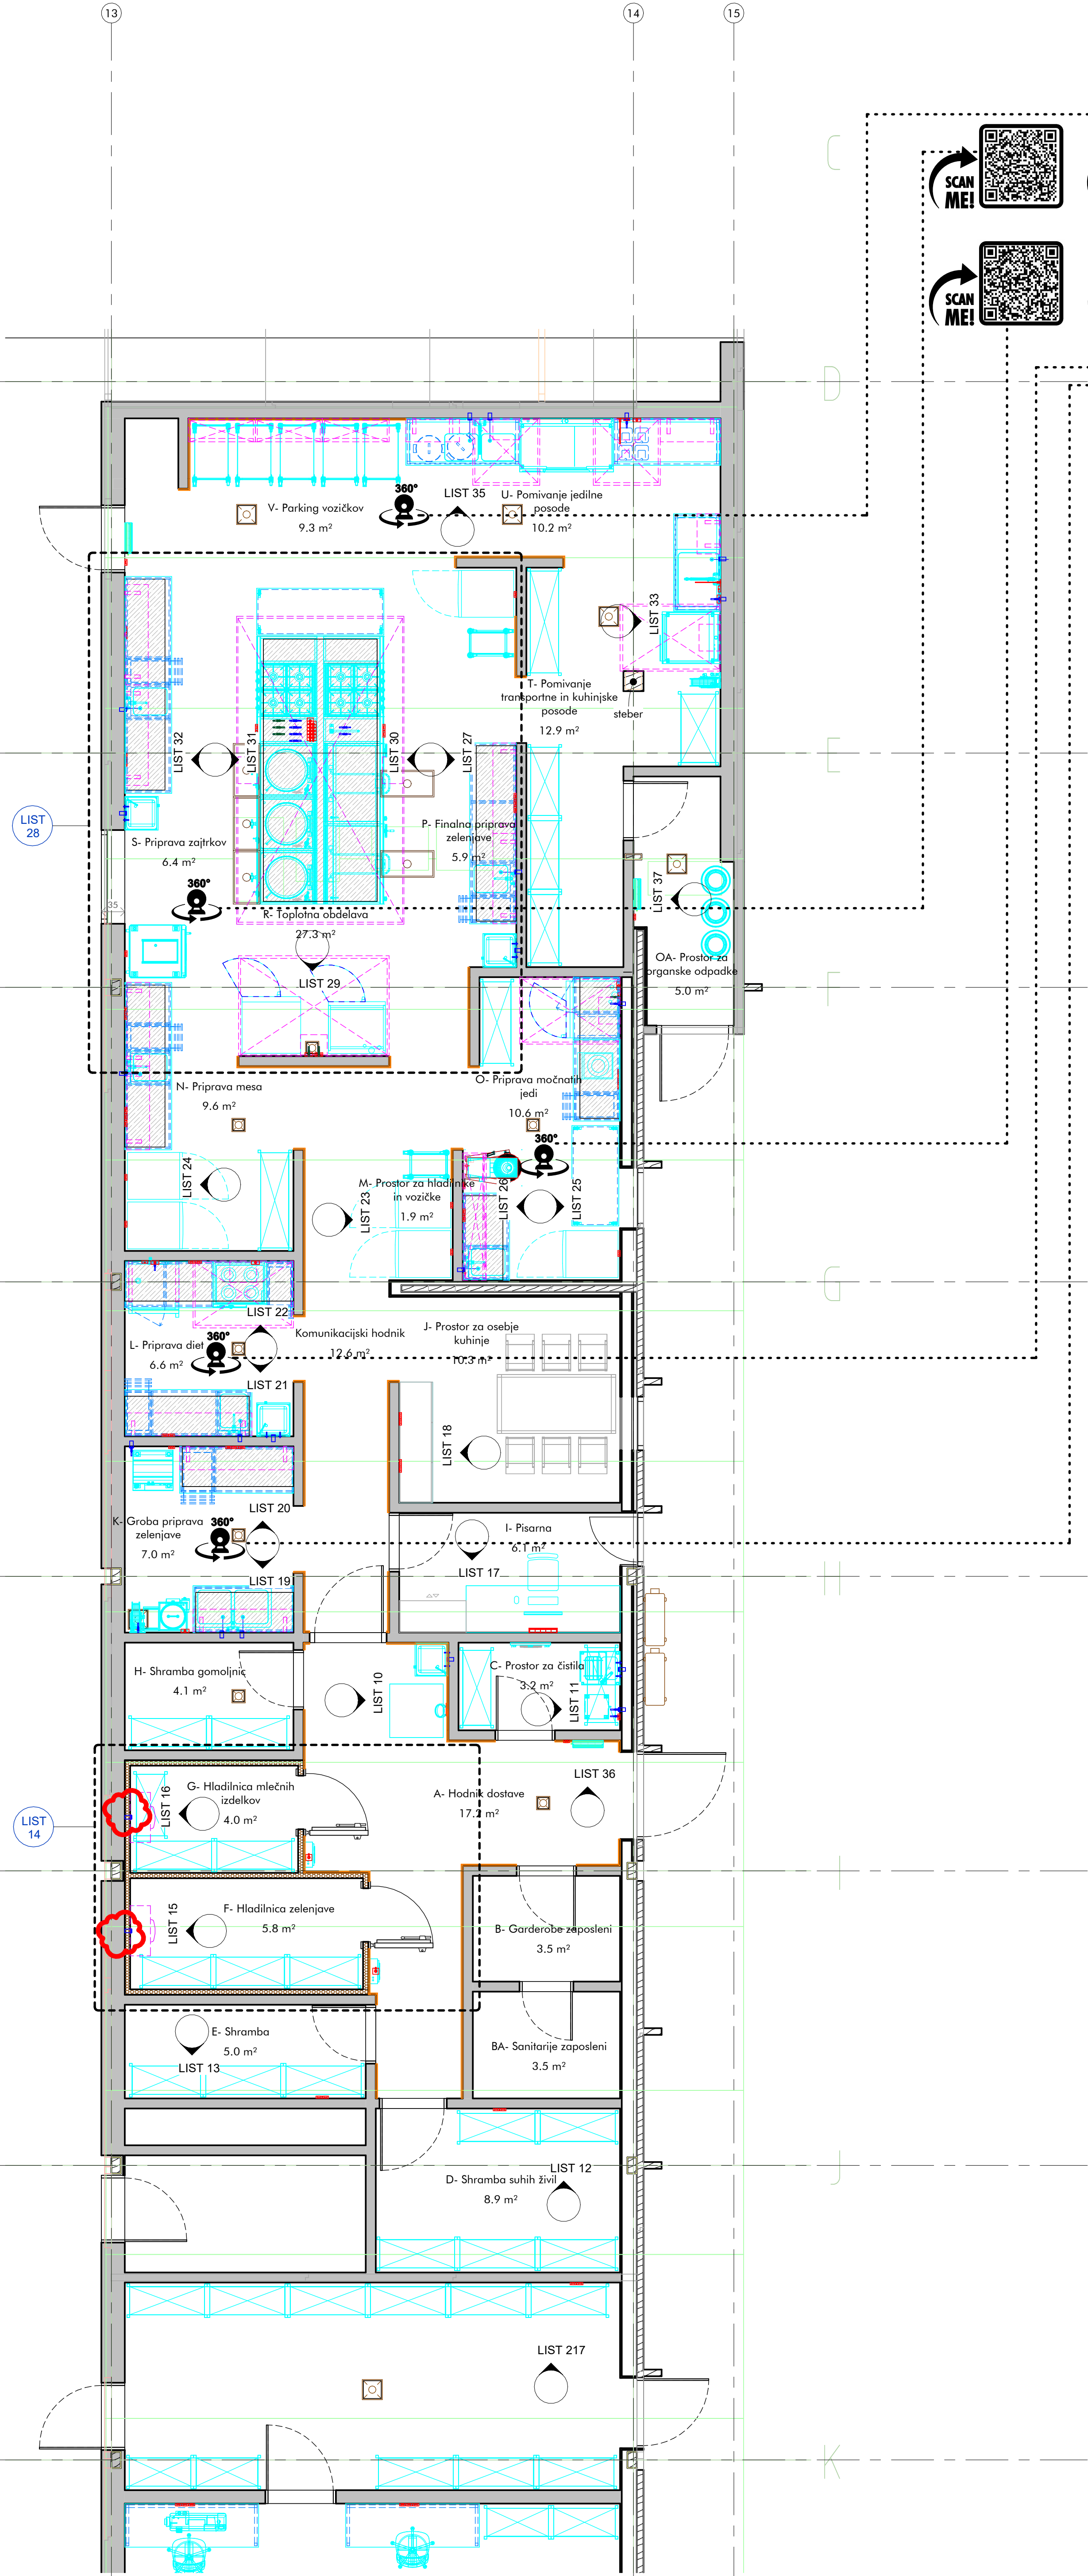 13
14
15
C
SCAN
ME!
SCAN
ME!
D
360°
LIST 35
U- Pomivanje jedilne
posode
10.2 m²
V- Parking vozičkov
9.3 m²
LIST 33
T- Pomivanje
transportne in kuhinjske
posode
12.9 m²
steber
LIST 32
LIST 31
LIST 30
LIST 27
LIST
28
S- Priprava zajtrkov
6.4 m²
P- Finalna priprava
zelenjave
5.9 m²
360°
35
LIST 37
R- Toplotna obdelava
27.3 m²
LIST 29
OA- Prostor za
organske odpadke
5.0 m²
N- Priprava mesa
9.6 m²
O- Priprava močnatih
jedi
10.6 m²
360°
LIST 24
LIST 23
M- Prostor za hladilnike
in vozičke
1.9 m²
LIST 26
LIST 25
G
LIST 22
L- Priprava diet
6.6 m²
360°
Komunikacijski hodnik
12.6 m²
J- Prostor za osebje
kuhinje
10.3 m²
LIST 21
LIST 18
LIST 20
K- Groba priprava
zelenjave
7.0 m²
360°
I- Pisarna
6.1 m²
LIST 17
LIST 19
H
H- Shramba gomoljnic
4.1 m²
LIST 10
C- Prostor za čistila
3.2 m²
LIST 11
LIST 36
G- Hladilnica mlečnih
izdelkov
4.0 m²
LIST 16
A- Hodnik dostave
17.2 m²
LIST
14
I
F- Hladilnica zelenjave
5.8 m²
LIST 15
B- Garderobe zaposleni
3.5 m²
E- Shramba
5.0 m²
LIST 13
BA- Sanitarije zaposleni
3.5 m²
J
LIST 12
D- Shramba suhih živil
8.9 m²
LIST 217
K